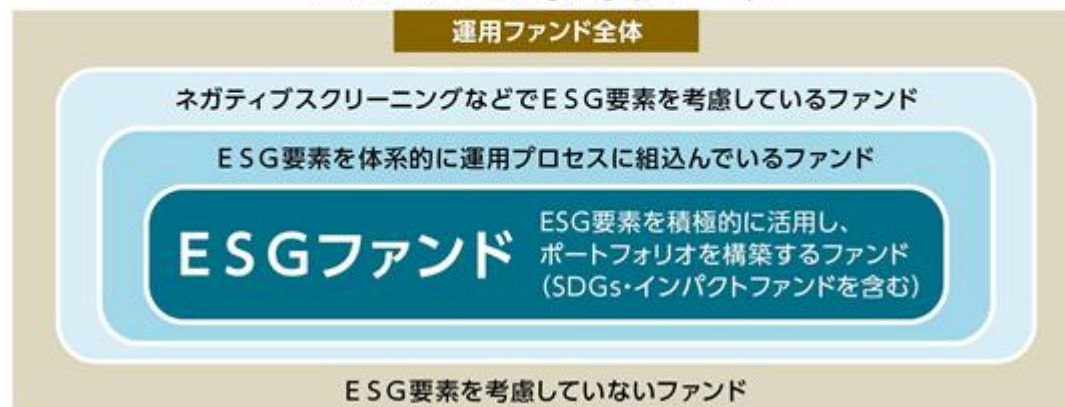 運用ファンド全体
ネガティブスクリーニングなどでESG要素を考慮しているファンド
ESG要素を体系的に運用プロセスに組込んでいるファンド
ESGファンド
ESG要素を積極的に活用し、
ポートフォリオを構築するファンド
(SDGs・インパクトファンドを含む)
ESG要素を考慮していないファンド